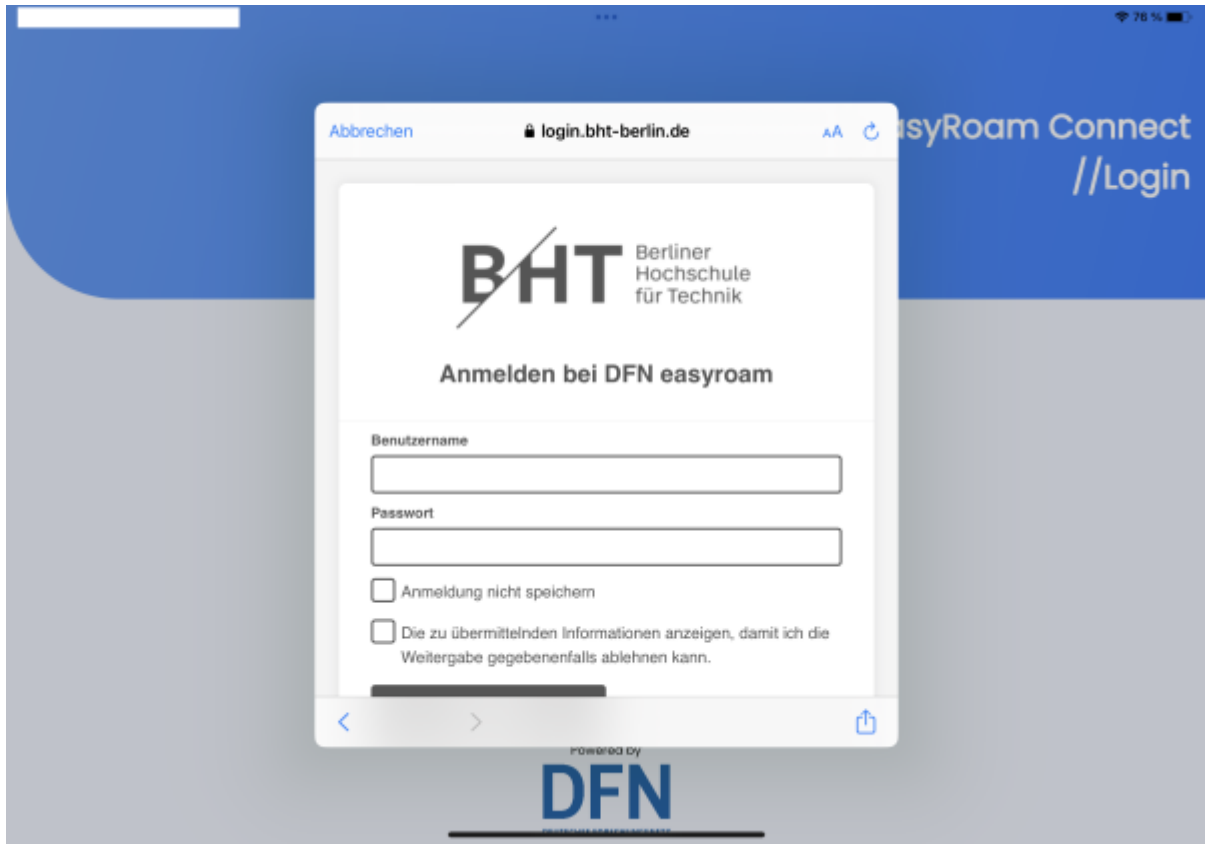 76 %
Abbrechen
login.bht-berlin.de
AA
asyRoam Connect
//Login
BHT
Berliner
Hochschule
für Technik
Anmelden bei DFN easyroam
Benutzername
Passwort
Anmeldung nicht speichern
Die zu übermittelnden Informationen anzeigen, damit ich die
Weitergabe gegebenenfalls ablehnen kann.
Powered by
DFN